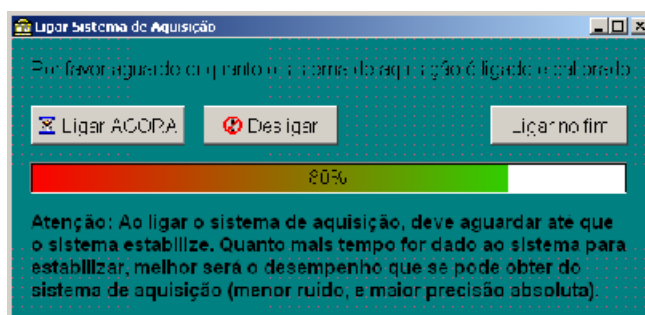 Ligar Sistema de Aquisição
Por favor aguarde enquanto o sistema de aquisição é ligado e calibrado
Ligar AGORA
Desligar
Ligar no fim
80%
Atenção: Ao ligar o sistema de aquisição, deve aguardar até que
o sistema estabilize. Quanto mais tempo for dado ao sistema para
estabilizar, melhor será o desempenho que se pode obter do
sistema de aquisição (menor ruído, e maior precisão absoluta).